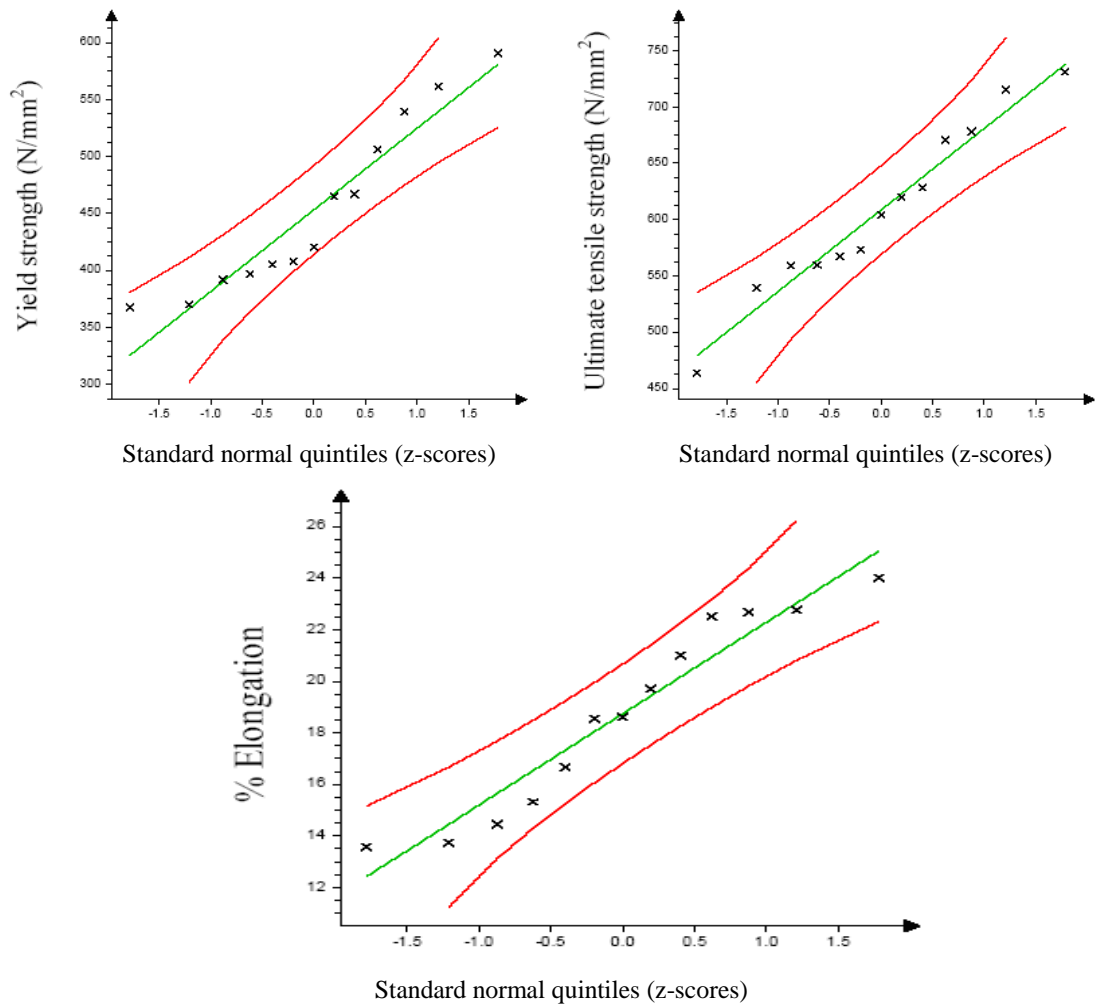 Yield strength (N/mm²)
600
550
500
450
400
350
300
-1.5 -1.0 -0.5 0.0 0.5 1.0 1.5
Standard normal quintiles (z-scores)
Ultimate tensile strength (N/mm²)
750
700
650
600
550
500
450
-1.5 -1.0 -0.5 0.0 0.5 1.0 1.5
Standard normal quintiles (z-scores)
% Elongation
26
24
22
20
18
16
14
12
-1.5 -1.0 -0.5 0.0 0.5 1.0 1.5
Standard normal quintiles (z-scores)